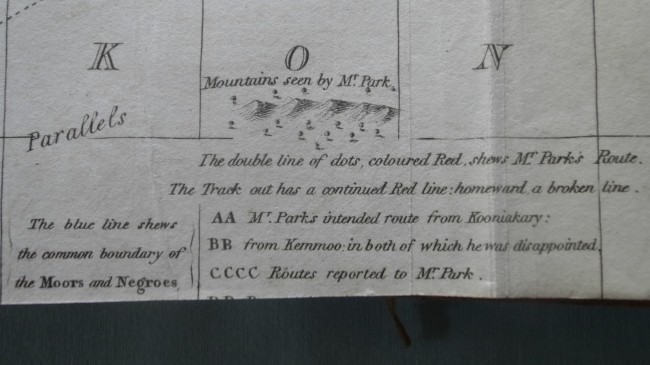 K O N
Mountains seen by Mr. Park.
Parallels
The double line of dots, coloured Red, shews Mr. Park's Route.
The Track out has a continued Red line: homeward, a broken line.
The blue line shews
the common boundary of
the Moors and Negroes
AA Mr. Parks intended route from Kooniakary:
BB from Kemmoo: in both of which he was disappointed.
CCCC Routes reported to Mr. Park.